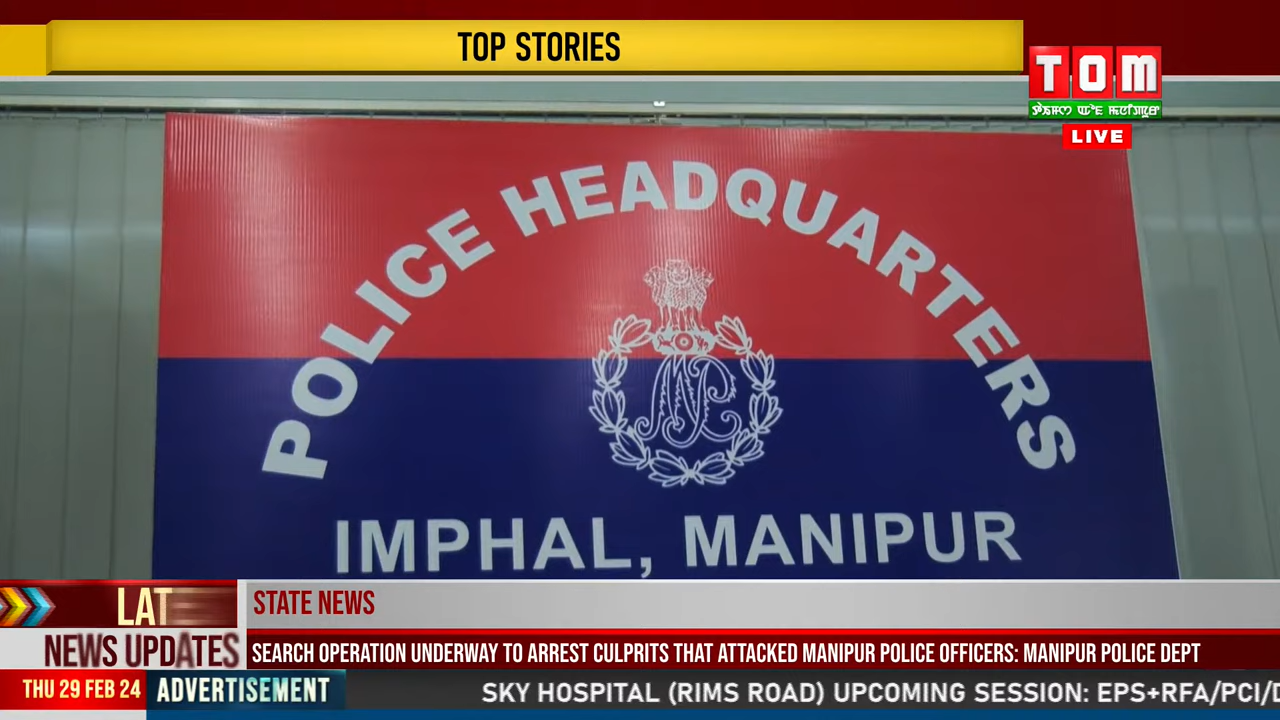 TOP STORIES
TOM
LIVE
POLICE HEADQUARTERS
IMPHAL, MANIPUR
STATE NEWS
NEWS UPDATES
SEARCH OPERATION UNDERWAY TO ARREST CULPRITS THAT ATTACKED MANIPUR POLICE OFFICERS: MANIPUR POLICE DEPT
THU 29 FEB 24
ADVERTISEMENT
SKY HOSPITAL (RIMS ROAD) UPCOMING SESSION: EPS+RFA/PCI/